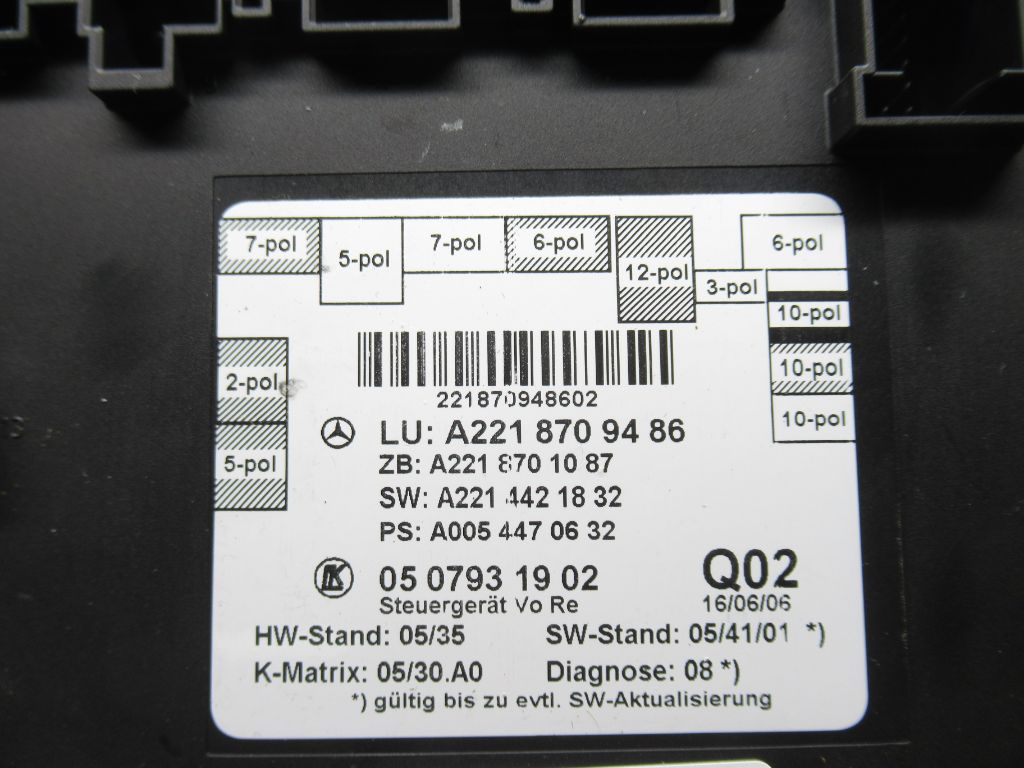 7-pol
5-pol
7-pol
6-pol
12-pol
3-pol
6-pol
10-pol
10-pol
10-pol
2-pol
5-pol
221870948602
LU: A221 870 94 86
ZB: A221 870 10 87
SW: A221 442 18 32
PS: A005 447 06 32
05 0793 19 02
Q02
Steuergerät Vo Re
16/06/06
HW-Stand: 05/35 SW-Stand: 05/41/01 *)
K-Matrix: 05/30.A0 Diagnose: 08 *)
*) gültig bis zu evtl. SW-Aktualisierung